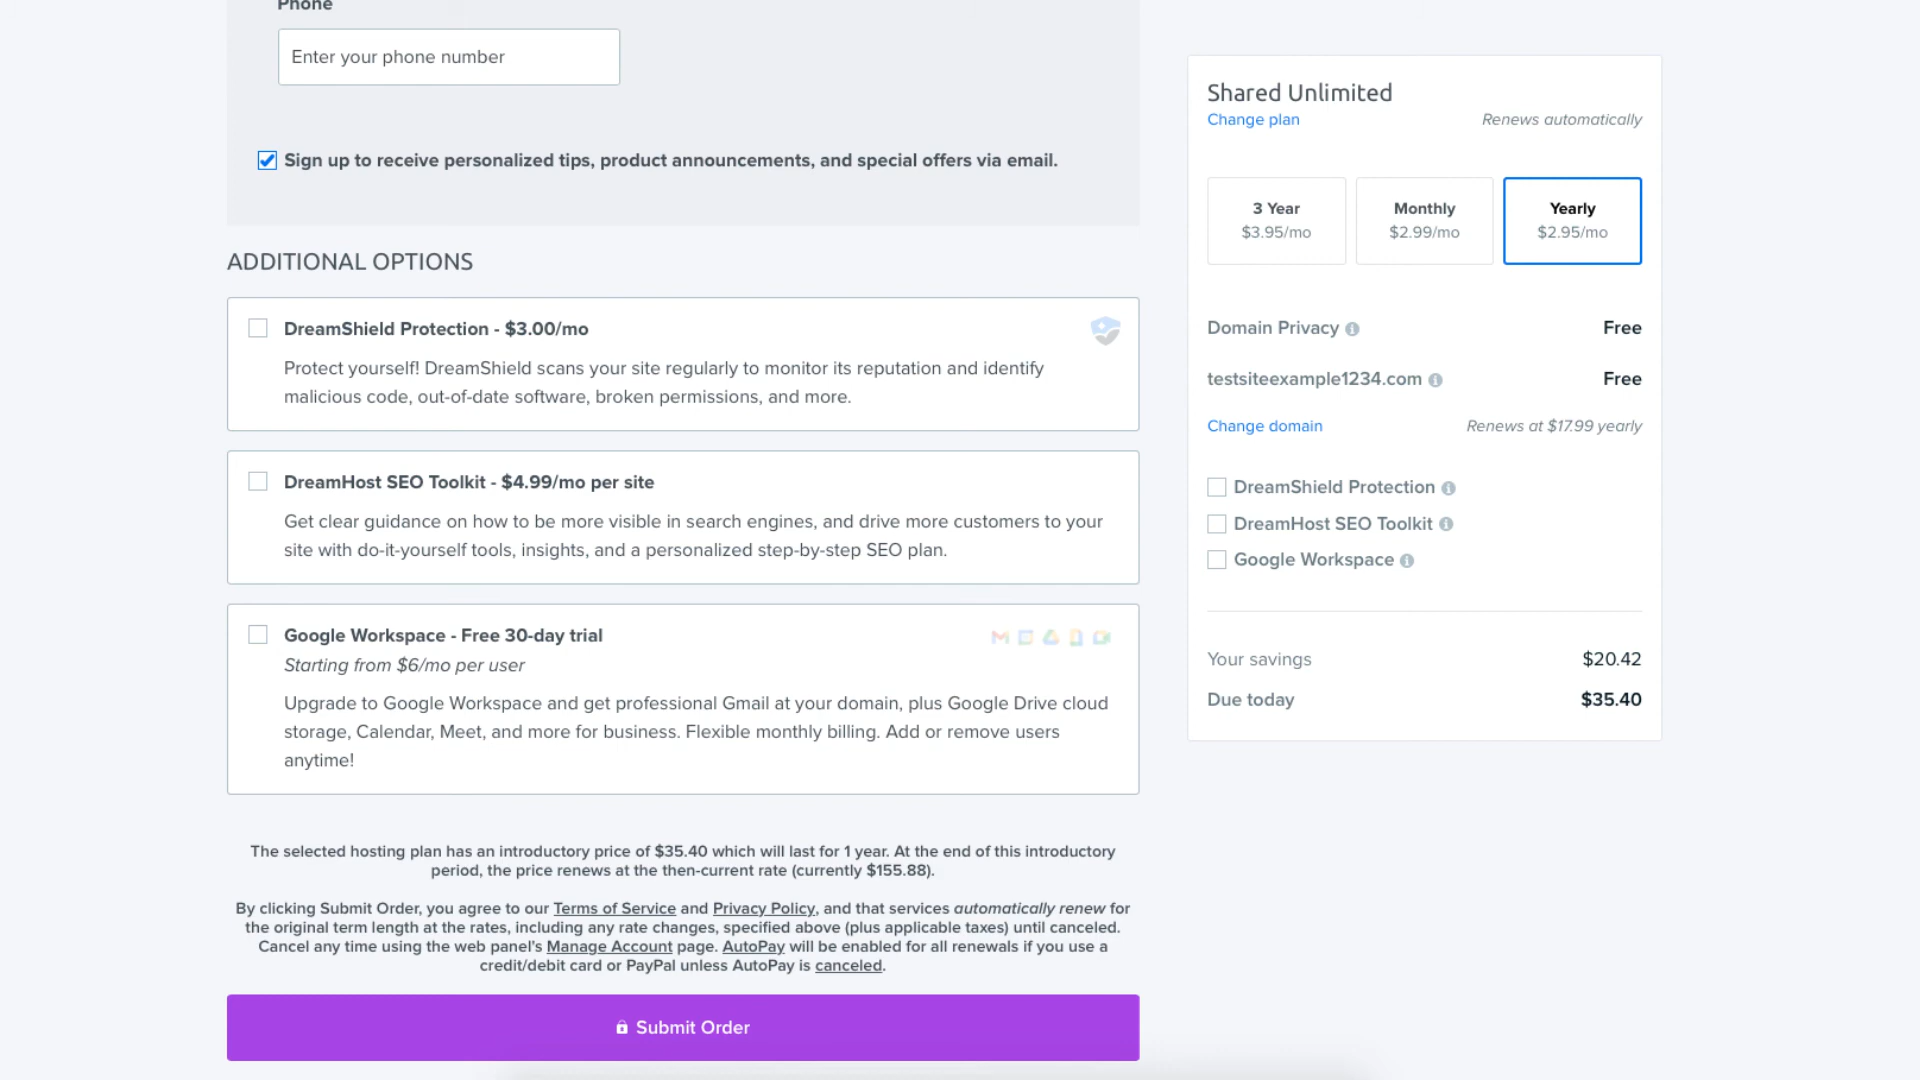 Phone
Enter your phone number
Sign up to receive personalized tips, product announcements, and special offers via email.
ADDITIONAL OPTIONS
DreamShield Protection - $3.00/mo
Protect yourself! DreamShield scans your site regularly to monitor its reputation and identify
malicious code, out-of-date software, broken permissions, and more.
DreamHost SEO Toolkit - $4.99/mo per site
Get clear guidance on how to be more visible in search engines, and drive more customers to your
site with do-it-yourself tools, insights, and a personalized step-by-step SEO plan.
Google Workspace - Free 30-day trial
Starting from $6/mo per user
Upgrade to Google Workspace and get professional Gmail at your domain, plus Google Drive cloud
storage, Calendar, Meet, and more for business. Flexible monthly billing. Add or remove users
anytime!
The selected hosting plan has an introductory price of $35.40 which will last for 1 year. At the end of this introductory
period, the price renews at the then-current rate (currently $155.88).
By clicking Submit Order, you agree to our Terms of Service and Privacy Policy, and that services automatically renew for
the original term length at the rates, including any rate changes, specified above (plus applicable taxes) until canceled.
Cancel any time using the web panel's Manage Account page. AutoPay will be enabled for all renewals if you use a
credit/debit card or PayPal unless AutoPay is canceled.
Submit Order
Shared Unlimited
Change plan
Renews automatically
3 Year
$3.95/mo
Monthly
$2.99/mo
Yearly
$2.95/mo
Domain Privacy
Free
testsiteexample1234.com
Free
Change domain
Renews at $17.99 yearly
DreamShield Protection
DreamHost SEO Toolkit
Google Workspace
Your savings
$20.42
Due today
$35.40